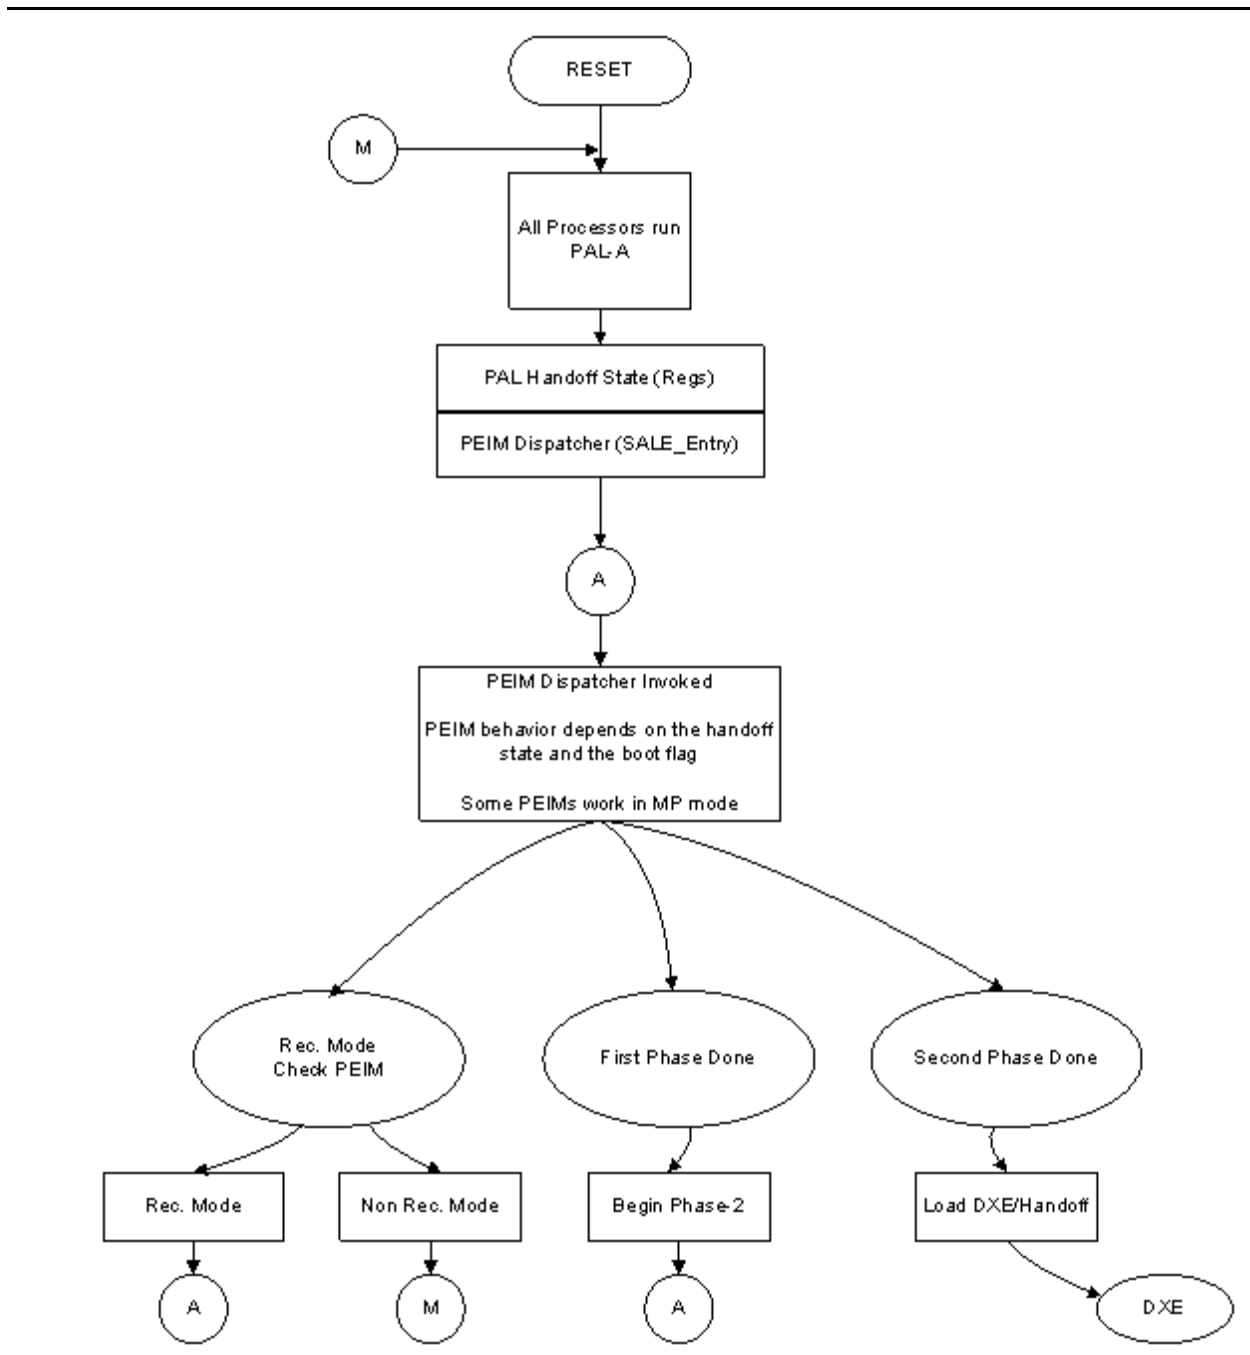 RESET
M
All Processors run
PAL-A
PAL Handoff State (Regs)
PEIM Dispatcher (SALE_Entry)
A
PEIM Dispatcher Invoked
PEIM behavior depends on the handoff
state and the boot flag
Some PEIMs work in MP mode
Rec. Mode
Check PEIM
First Phase Done
Second Phase Done
Rec. Mode
Non Rec. Mode
Begin Phase-2
Load DXE/Handoff
A
M
A
DXE